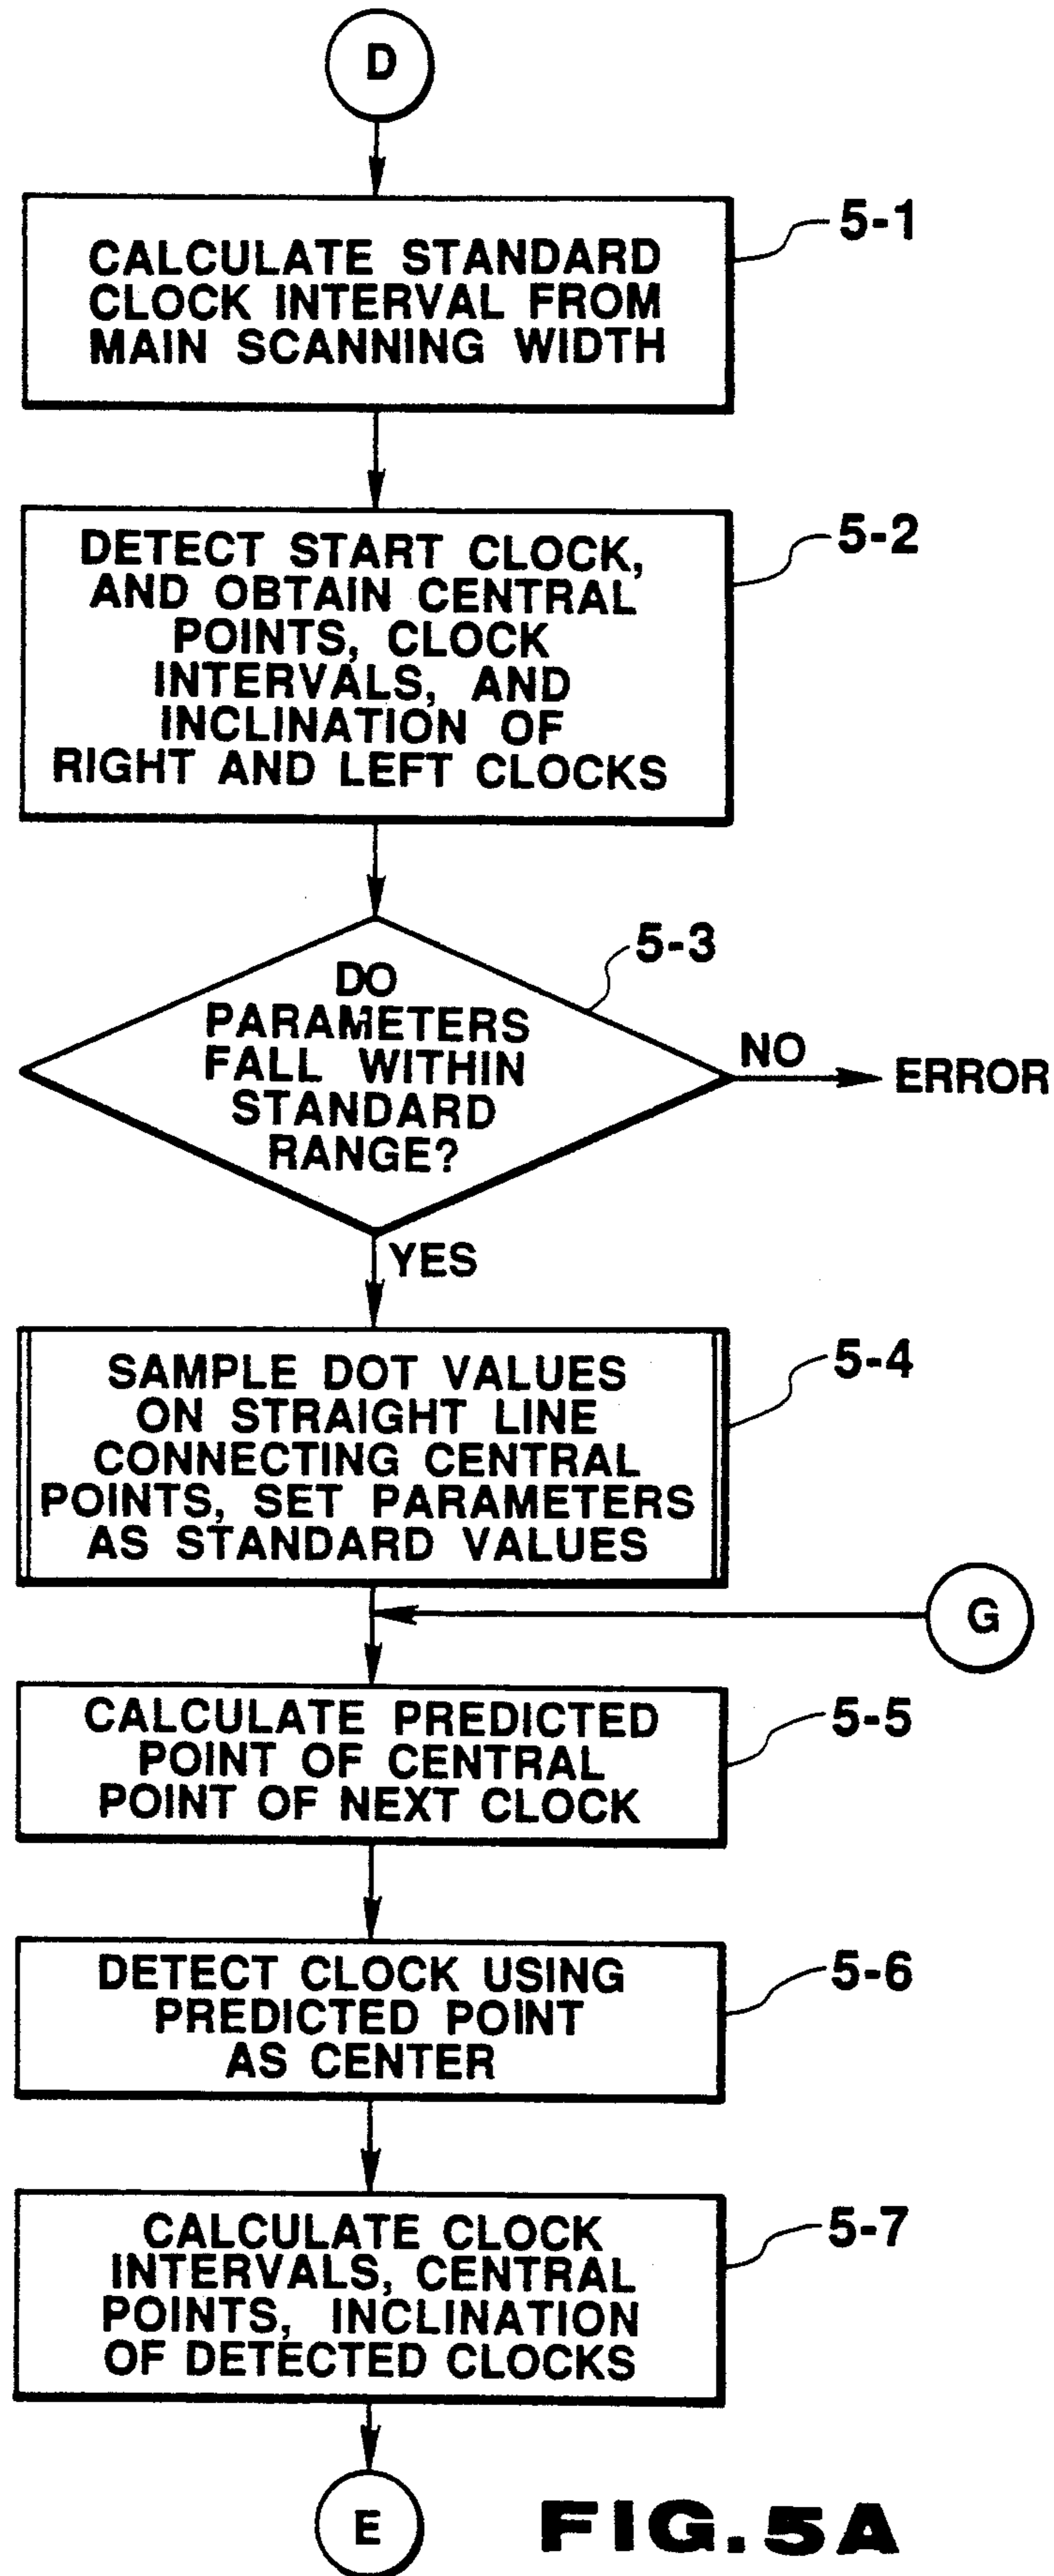 D
5-1
CALCULATE STANDARD
CLOCK INTERVAL FROM
MAIN SCANNING WIDTH
5-2
DETECT START CLOCK,
AND OBTAIN CENTRAL
POINTS, CLOCK
INTERVALS, AND
INCLINATION OF
RIGHT AND LEFT CLOCKS
5-3
DO
PARAMETERS
FALL WITHIN
STANDARD
RANGE?
NO
ERROR
YES
5-4
SAMPLE DOT VALUES
ON STRAIGHT LINE
CONNECTING CENTRAL
POINTS, SET PARAMETERS
AS STANDARD VALUES
G
5-5
CALCULATE PREDICTED
POINT OF CENTRAL
POINT OF NEXT CLOCK
5-6
DETECT CLOCK USING
PREDICTED POINT
AS CENTER
5-7
CALCULATE CLOCK
INTERVALS, CENTRAL
POINTS, INCLINATION
OF DETECTED CLOCKS
E
FIG.5A